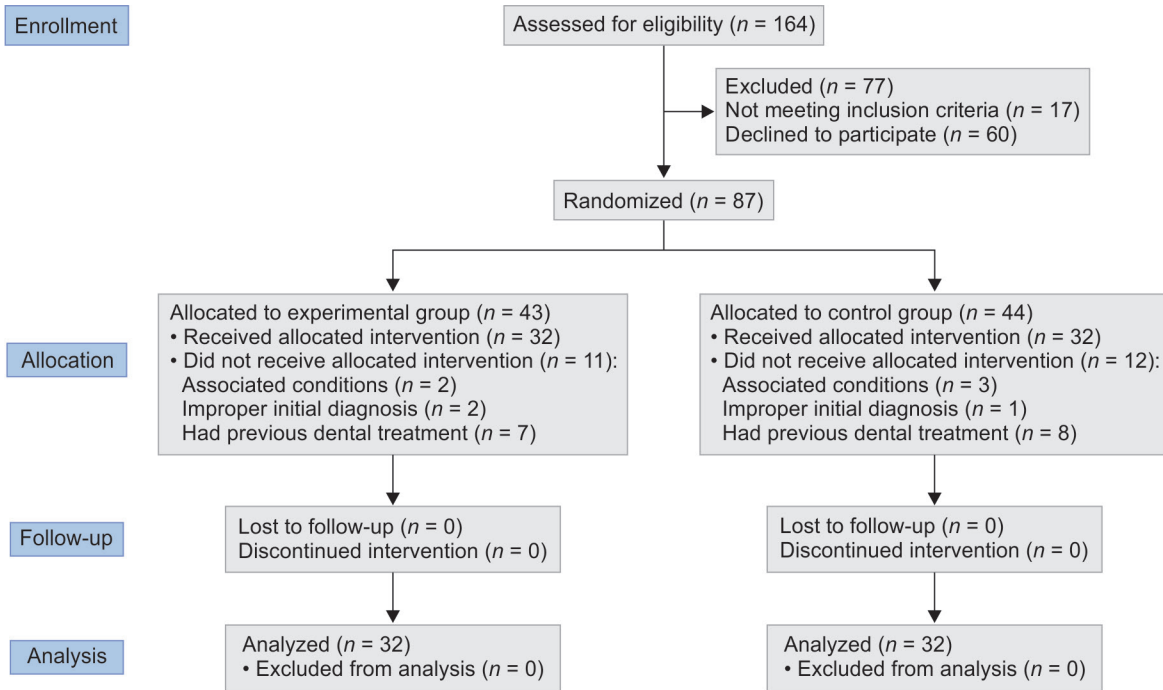 Enrollment
Assessed for eligibility (n = 164)
Excluded (n = 77)
Not meeting inclusion criteria (n = 17)
Declined to participate (n = 60)
Randomized (n = 87)
Allocation
Allocated to experimental group (n = 43)
• Received allocated intervention (n = 32)
• Did not receive allocated intervention (n = 11):
Associated conditions (n = 2)
Improper initial diagnosis (n = 2)
Had previous dental treatment (n = 7)
Allocated to control group (n = 44)
• Received allocated intervention (n = 32)
• Did not receive allocated intervention (n = 12):
Associated conditions (n = 3)
Improper initial diagnosis (n = 1)
Had previous dental treatment (n = 8)
Follow-up
Lost to follow-up (n = 0)
Discontinued intervention (n = 0)
Lost to follow-up (n = 0)
Discontinued intervention (n = 0)
Analysis
Analyzed (n = 32)
• Excluded from analysis (n = 0)
Analyzed (n = 32)
• Excluded from analysis (n = 0)